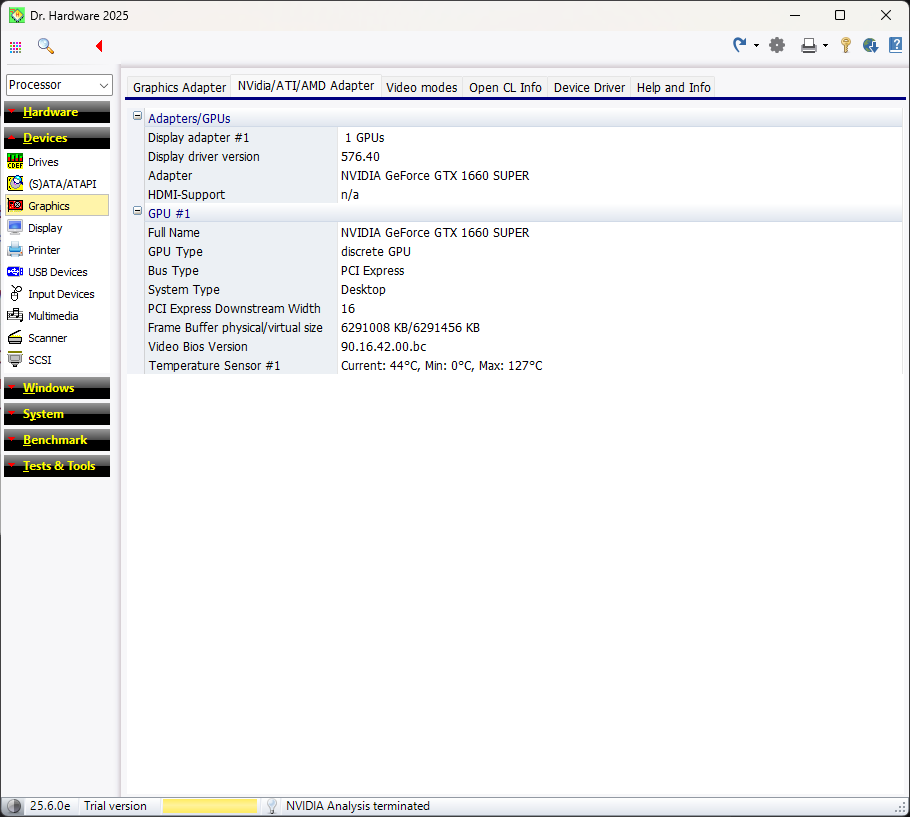 Dr. Hardware 2025
Processor
Hardware
Devices
Drives
(S)ATA/ATAPI
Graphics
Display
Printer
USB Devices
Input Devices
Multimedia
Scanner
SCSI
Windows
System
Benchmark
Tests & Tools
Graphics Adapter NVidia/ATI/AMD Adapter Video modes Open CL Info Device Driver Help and Info
Adapters/GPUs
Display adapter #1 1 GPUs
Display driver version 576.40
Adapter NVIDIA GeForce GTX 1660 SUPER
HDMI-Support n/a
GPU #1
Full Name NVIDIA GeForce GTX 1660 SUPER
GPU Type discrete GPU
Bus Type PCI Express
System Type Desktop
PCI Express Downstream Width 16
Frame Buffer physical/virtual size 6291008 KB/6291456 KB
Video Bios Version 90.16.42.00.bc
Temperature Sensor #1 Current: 44°C, Min: 0°C, Max: 127°C
25.6.0e Trial version NVIDIA Analysis terminated